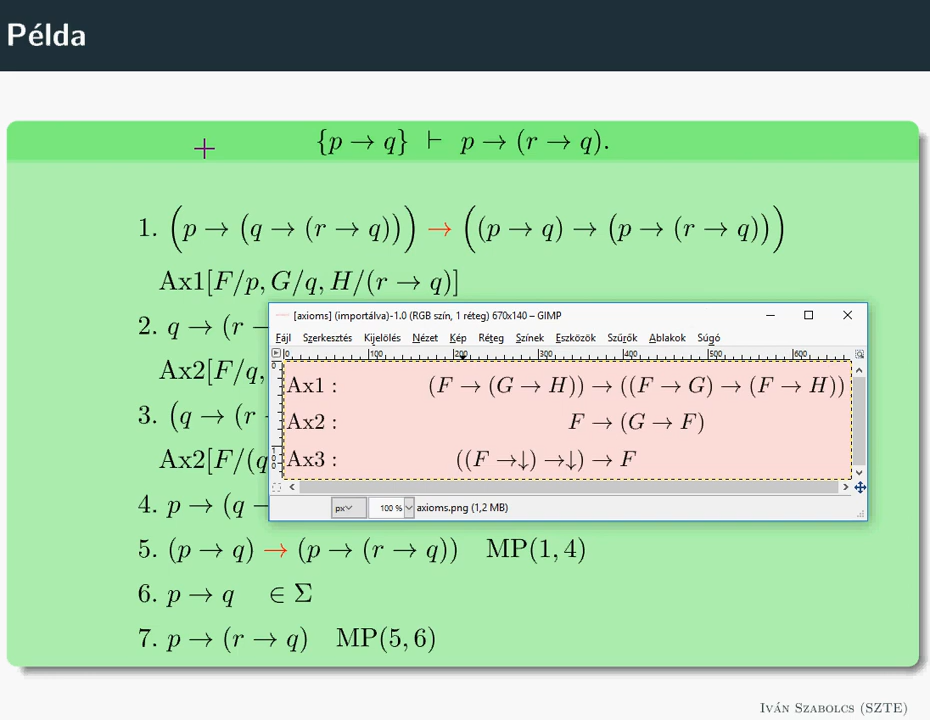 Példa
{p → q} ⊢ p → (r → q).
1. (p → (q → (r → q))) → ((p → q) → (p → (r → q)))
Ax1[F/p, G/q, H/(r → q)]
2. q → (r −
Ax2[F/q,
3. (q → (r
Ax2[F/(q
4. p → (q −
[axioms] (importálva)-1.0 (RGB szín, 1 réteg) 670x140 – GIMP
Fájl Szerkesztés Kijelölés Nézet Kép Réteg Színek Eszközök Szűrők Ablakok Súgó
0 100 200 300 400 500 600
Ax1 : (F → (G → H)) → ((F → G) → (F → H))
Ax2 : F → (G → F)
Ax3 : ((F →↓) →↓) → F
px 100 % axioms.png (1,2 MB)
5. (p → q) → (p → (r → q)) MP(1, 4)
6. p → q ∈ Σ
7. p → (r → q) MP(5, 6)
Iván Szabolcs (SZTE)